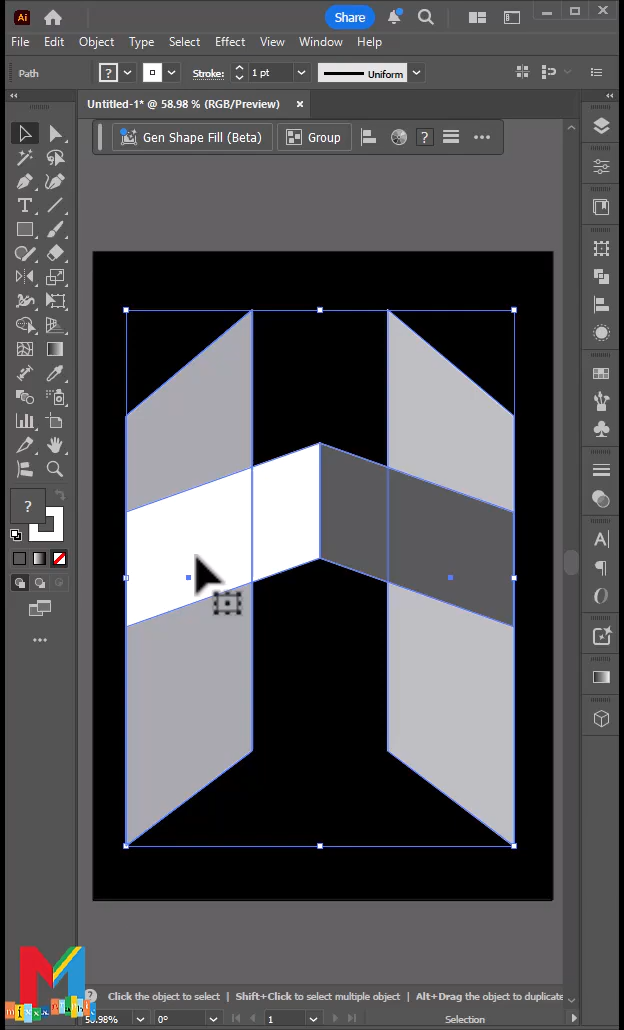 Ai
Share
File Edit Object Type Select Effect View Window Help
Path ? Stroke: 1 pt Uniform
Untitled-1* @ 58.98 % (RGB/Preview) ×
Gen Shape Fill (Beta) Group ?
?
? Click the object to select | Shift+Click to select multiple object | Alt+Drag the object to duplicate
58.98% 0° 1 Selection